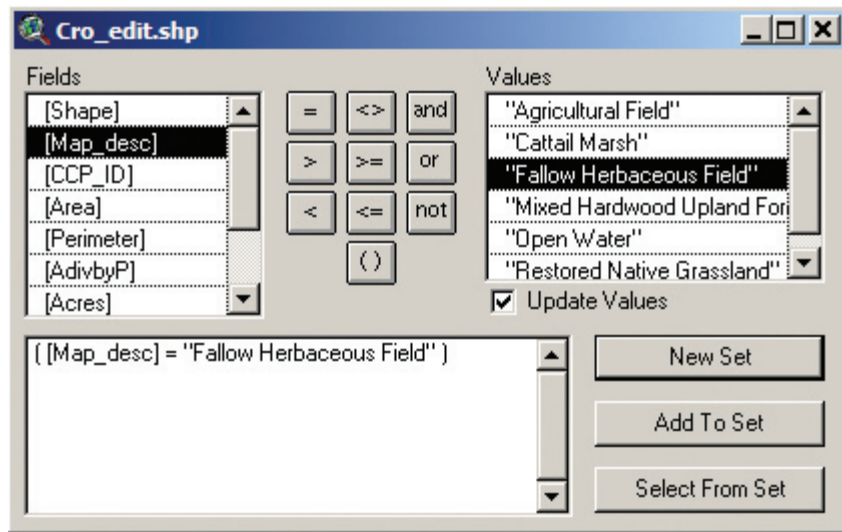 Cro_edit.shp
Fields
[Shape]
[Map_desc]
[CCP_ID]
[Area]
[Perimeter]
[AdivbyP]
[Acres]
= <> and
> >= or
< <= not
( )
Values
"Agricultural Field"
"Cattail Marsh"
"Fallow Herbaceous Field"
"Mixed Hardwood Upland For
"Open Water"
"Restored Native Grassland"
Update Values
( [Map_desc] = "Fallow Herbaceous Field" )
New Set
Add To Set
Select From Set